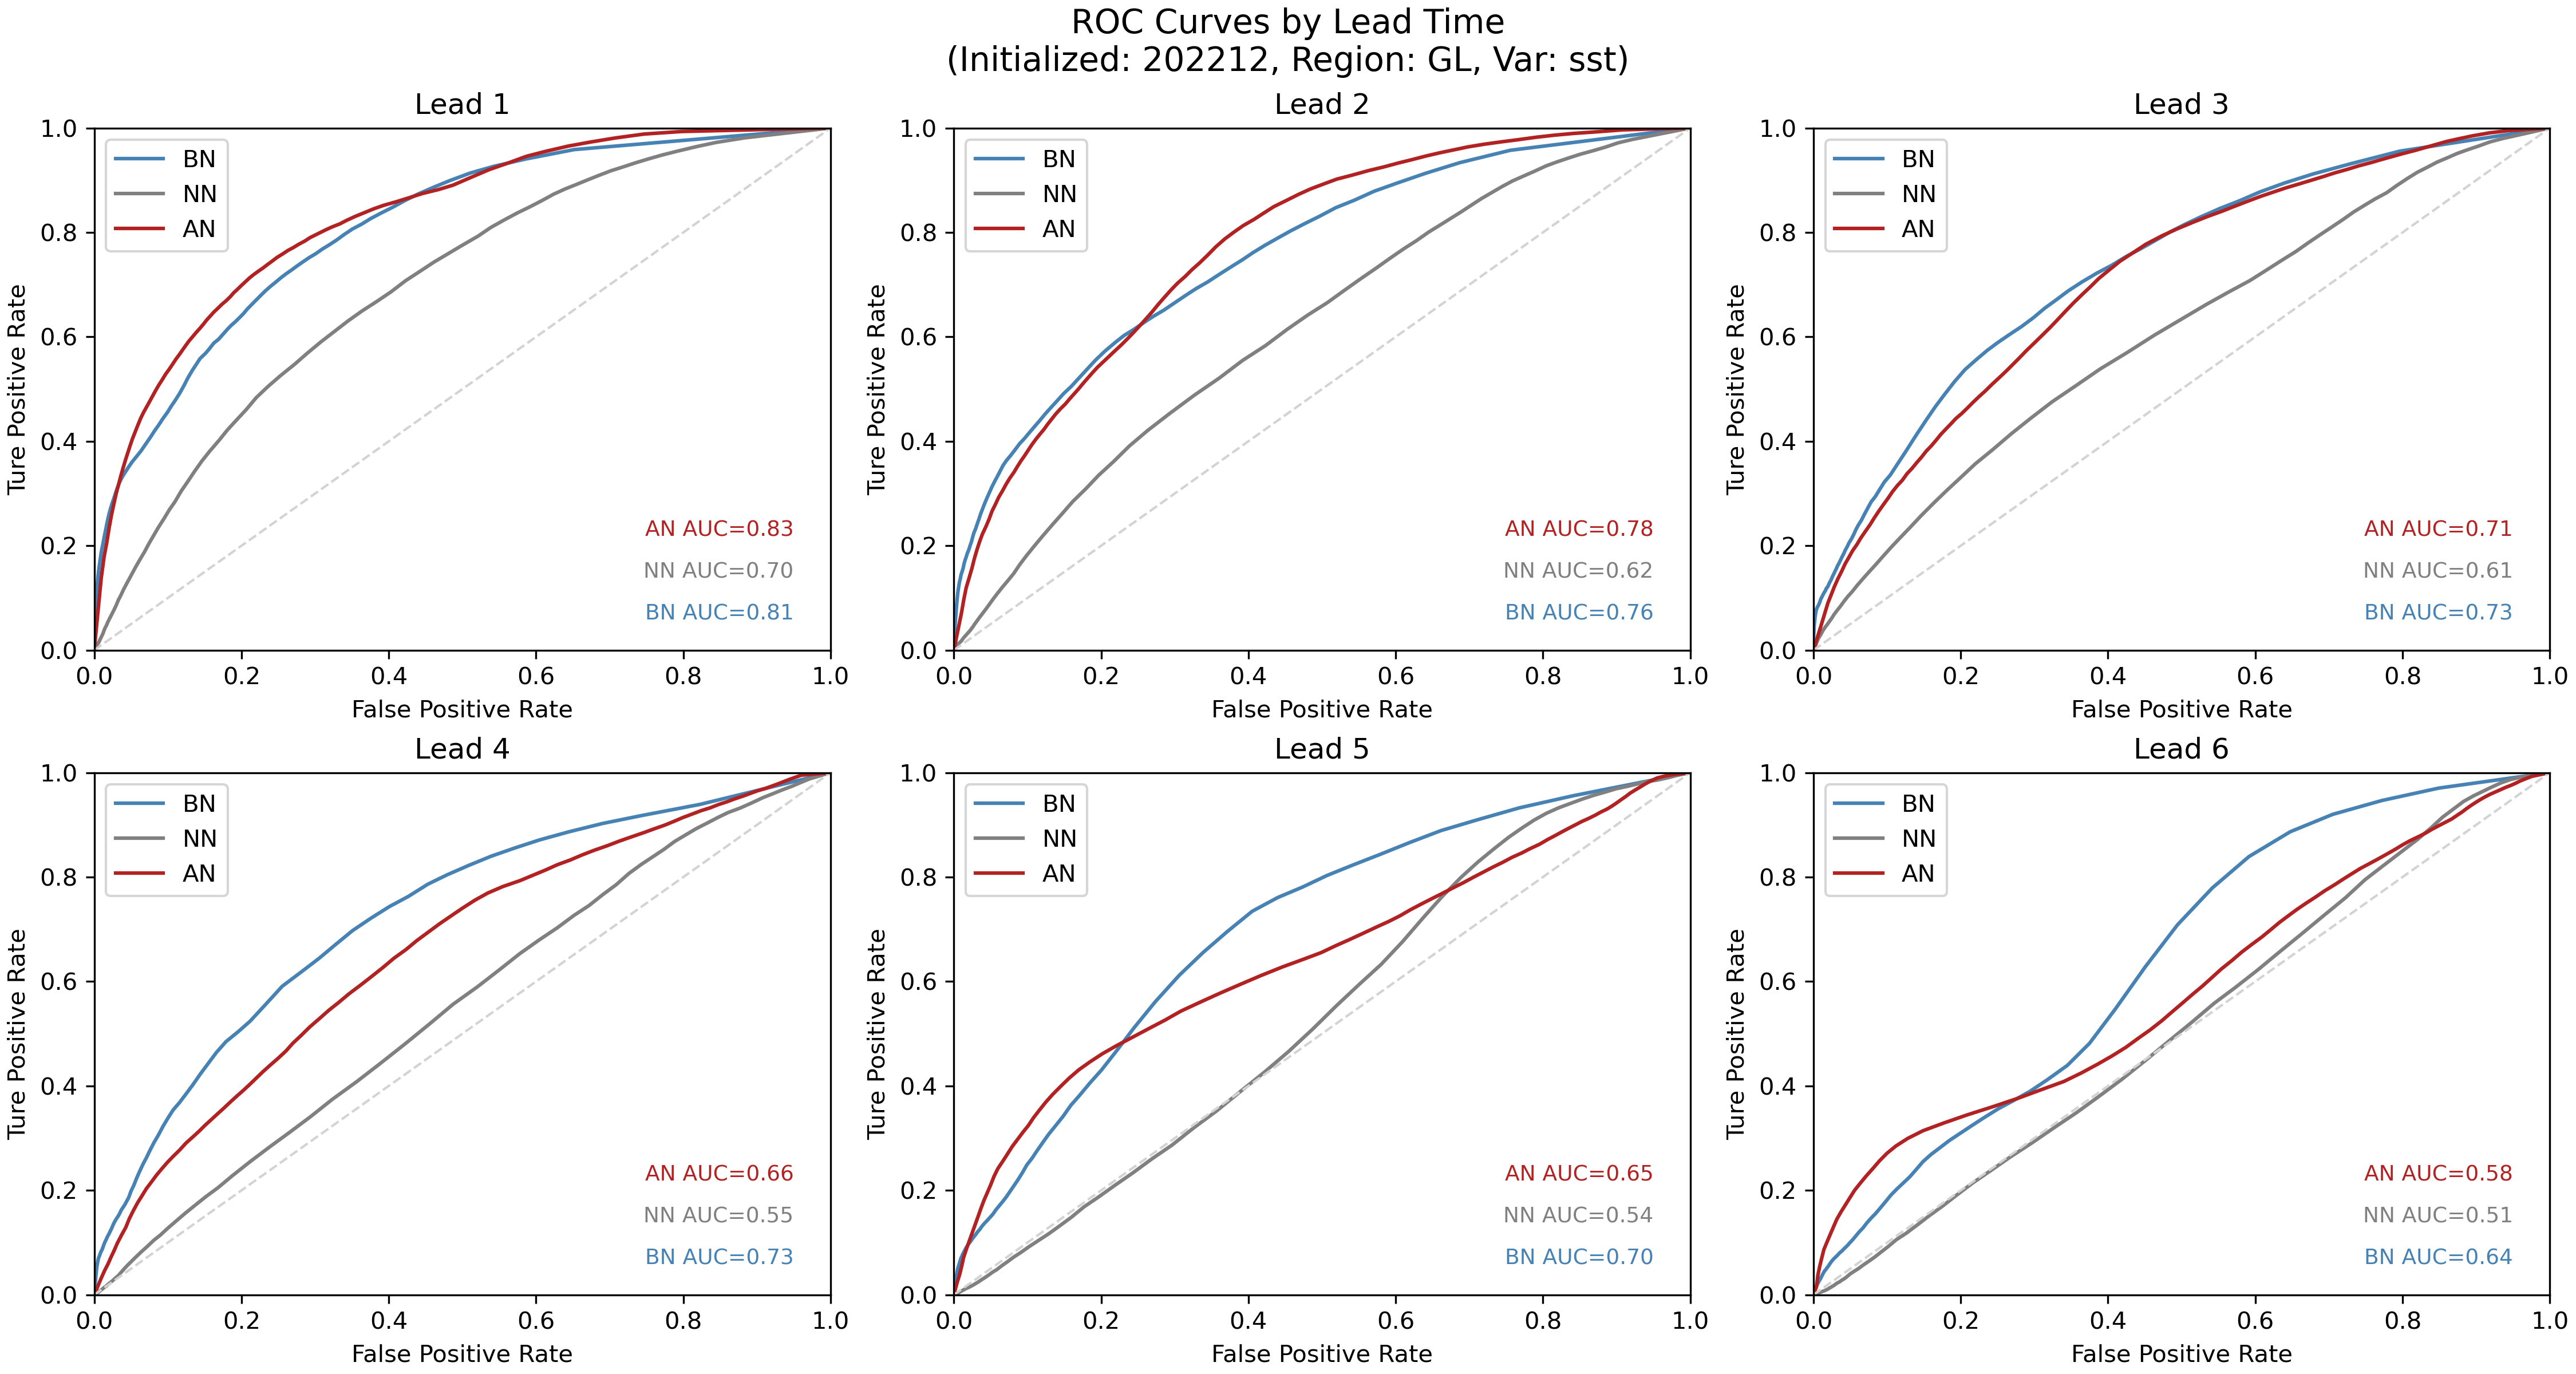 ROC Curves by Lead Time
(Initialized: 202212, Region: GL, Var: sst)
Lead 1
1.0
0.8
0.6
0.4
0.2
0.0
Ture Positive Rate
BN
NN
AN
AN AUC=0.83
NN AUC=0.70
BN AUC=0.81
0.0 0.2 0.4 0.6 0.8 1.0
False Positive Rate
Lead 2
1.0
0.8
0.6
0.4
0.2
0.0
Ture Positive Rate
BN
NN
AN
AN AUC=0.78
NN AUC=0.62
BN AUC=0.76
0.0 0.2 0.4 0.6 0.8 1.0
False Positive Rate
Lead 3
1.0
0.8
0.6
0.4
0.2
0.0
Ture Positive Rate
BN
NN
AN
AN AUC=0.71
NN AUC=0.61
BN AUC=0.73
0.0 0.2 0.4 0.6 0.8 1.0
False Positive Rate
Lead 4
1.0
0.8
0.6
0.4
0.2
0.0
Ture Positive Rate
BN
NN
AN
AN AUC=0.66
NN AUC=0.55
BN AUC=0.73
0.0 0.2 0.4 0.6 0.8 1.0
False Positive Rate
Lead 5
1.0
0.8
0.6
0.4
0.2
0.0
Ture Positive Rate
BN
NN
AN
AN AUC=0.65
NN AUC=0.54
BN AUC=0.70
0.0 0.2 0.4 0.6 0.8 1.0
False Positive Rate
Lead 6
1.0
0.8
0.6
0.4
0.2
0.0
Ture Positive Rate
BN
NN
AN
AN AUC=0.58
NN AUC=0.51
BN AUC=0.64
0.0 0.2 0.4 0.6 0.8 1.0
False Positive Rate